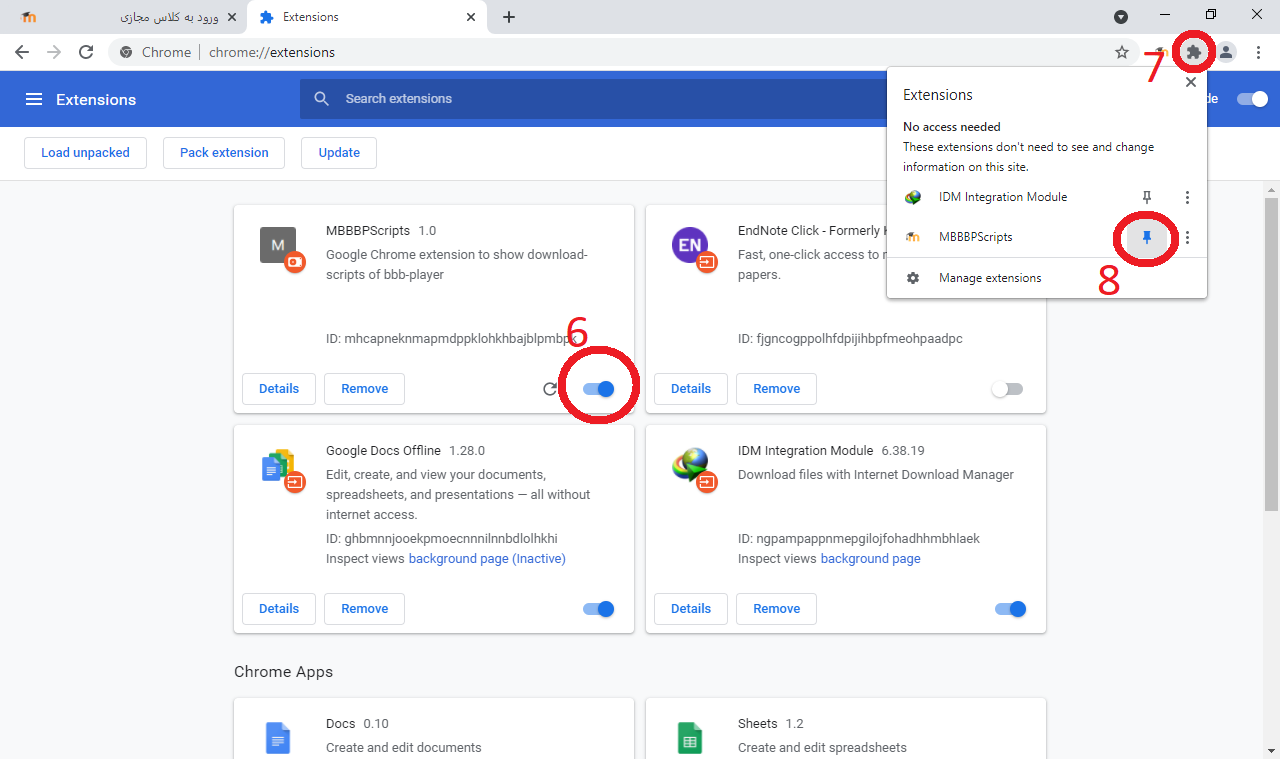 ورود به کلاس مجازی
Extensions
Chrome
chrome://extensions
7
Extensions
Search extensions
de
Extensions
No access needed
These extensions don't need to see and change
information on this site.
IDM Integration Module
MBBBPScripts
8
Manage extensions
Load unpacked
Pack extension
Update
M
MBBBPScripts 1.0
Google Chrome extension to show download-
scripts of bbb-player
ID: mhcapneknmapmdppklohkhbajblpmbpk
6
Details
Remove
EN
EndNote Click - Formerly
Fast, one-click access to
papers.
ID: fjgncogppolhfdpijihbpfmeohpaadpc
Details
Remove
Google Docs Offline 1.28.0
Edit, create, and view your documents,
spreadsheets, and presentations — all without
internet access.
ID: ghbmnnjooekpmoecnnnilnnbdlolhkhi
Inspect views background page (Inactive)
Details
Remove
IDM Integration Module 6.38.19
Download files with Internet Download Manager
ID: ngpampappnmepgilojfohadhhmbhlaek
Inspect views background page
Details
Remove
Chrome Apps
Docs 0.10
Create and edit documents
Sheets 1.2
Create and edit spreadsheets